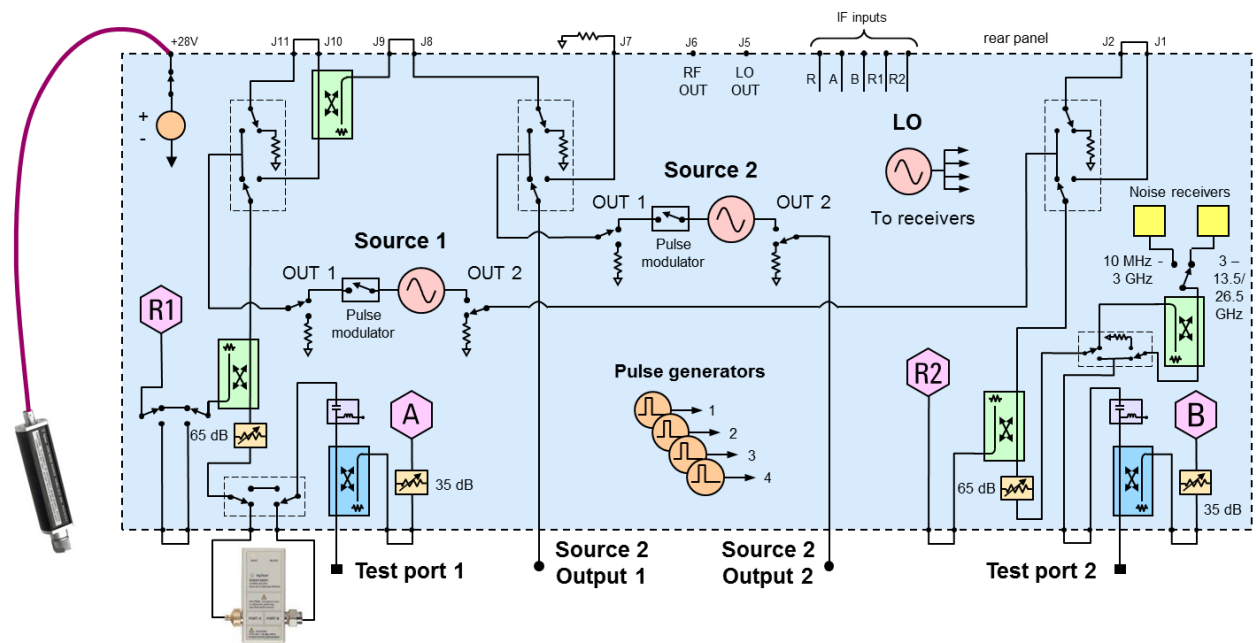 IF inputs
+28V
J11
J10
J9
J8
J7
J6
J5
rear panel
J2
J1
RF
OUT
LO
OUT
R
A
B
R1
R2
+
-
LO
To receivers
Source 2
OUT 1
OUT 2
Pulse
modulator
Noise receivers
10 MHz -
3 GHz
3 –
13.5/
26.5
GHz
Source 1
OUT 1
OUT 2
Pulse
modulator
R1
Pulse generators
1
2
3
4
R2
A
B
65 dB
35 dB
65 dB
35 dB
Test port 1
Source 2
Output 1
Source 2
Output 2
Test port 2
Agilent
PORT A
PORT B